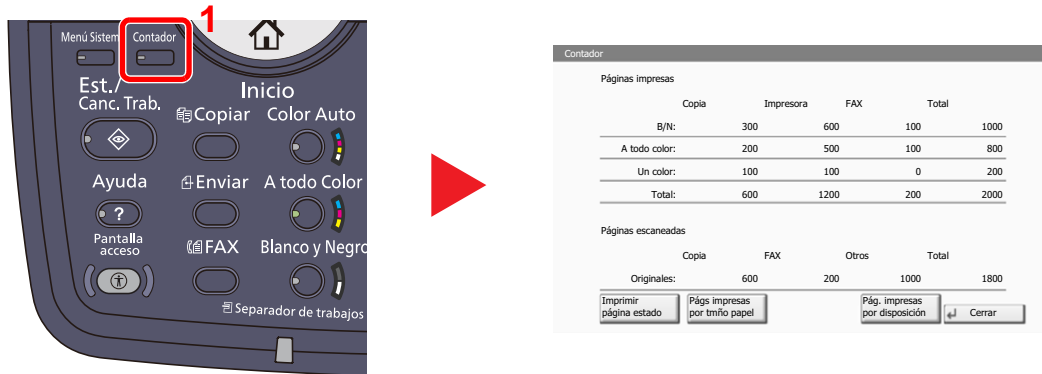 1
Menú Sistem
Contador
Est./
Canc. Trab.
Inicio
Copiar
Color Auto
Ayuda
Enviar
A todo Color
?
Pantalla
acceso
FAX
Blanco y Negro
Separador de trabajos
Contador
Páginas impresas
Copia Impresora FAX Total
B/N: 300 600 100 1000
A todo color: 200 500 100 800
Un color: 100 100 0 200
Total: 600 1200 200 2000
Páginas escaneadas
Copia FAX Otros Total
Originales: 600 200 1000 1800
Imprimir
página estado
Págs impresas
por tmño papel
Pág. impresas
por disposición
Cerrar